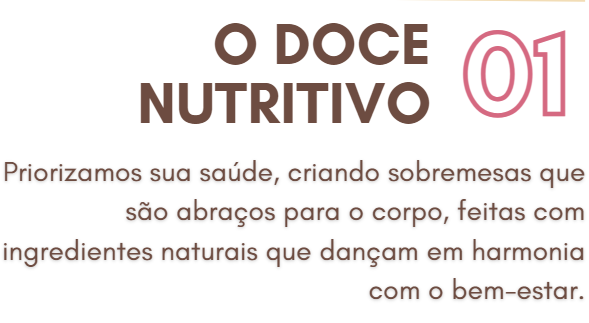 O DOCE
NUTRITIVO
01
Priorizamos sua saúde, criando sobremesas que
são abraços para o corpo, feitas com
ingredientes naturais que dançam em harmonia
com o bem-estar.